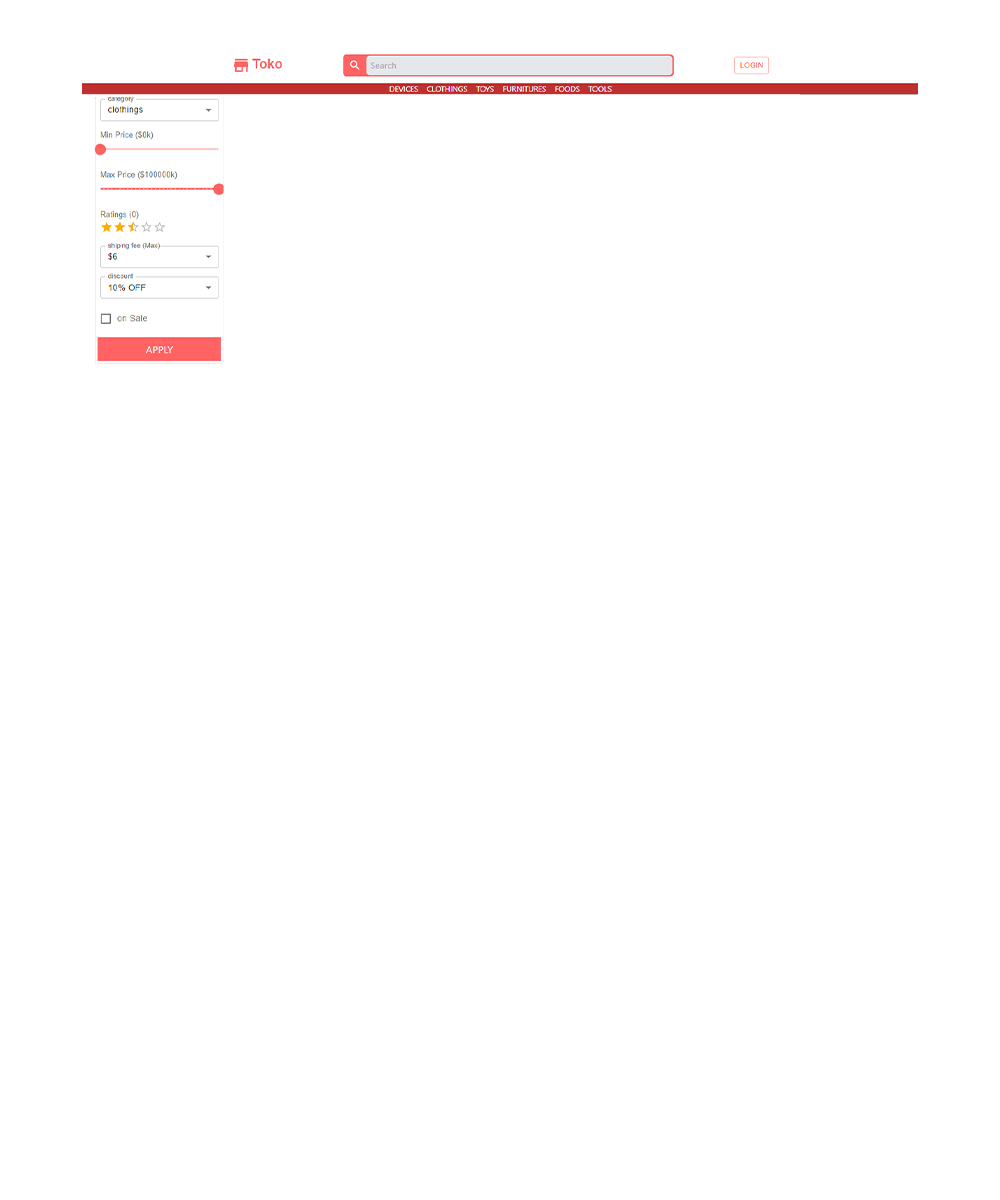 Toko
Search
LOGIN
DEVICES CLOTHINGS TOYS FURNITURES FOODS TOOLS
category
clothings
Min Price ($0k)
Max Price ($100000k)
Ratings (0)
shiping fee (Max)
$6
discount
10% OFF
on Sale
APPLY